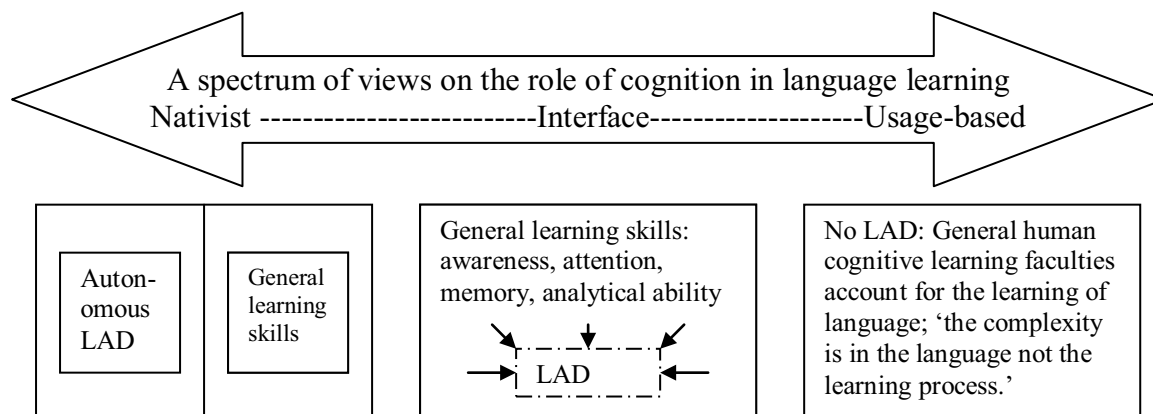 A spectrum of views on the role of cognition in language learning
Nativist -------------------------Interface--------------------Usage-based
Auton-
omous
LAD
General
learning
skills
General learning skills:
awareness, attention,
memory, analytical ability
LAD
No LAD: General human
cognitive learning faculties
account for the learning of
language; ‘the complexity
is in the language not the
learning process.’